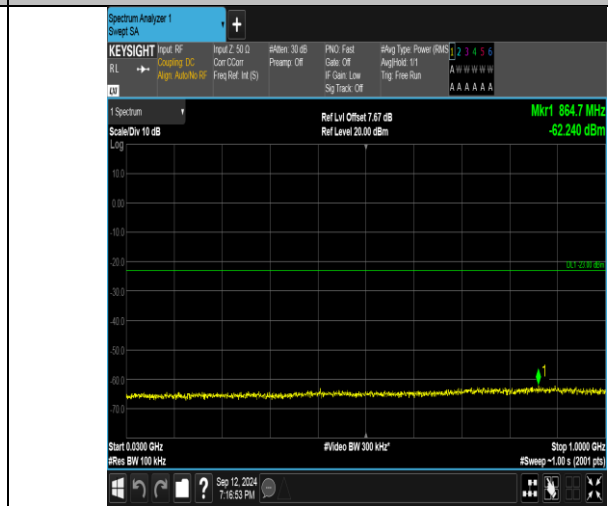 Spectrum Analyzer 1
Swept SA
+
KEYSIGHT
RL
Input: RF
Coupling: DC
Align: Auto/No RF
Input Z: 50 Ω
Corr CCorr
Freq Ref: Int (S)
#Atten: 30 dB
Preamp: Off
PNO: Fast
Gate: Off
IF Gain: Low
Sig Track: Off
#Avg Type: Power (RMS
Avg|Hold: 1/1
Trig: Free Run
1 2 3 4 5 6
A W W W W W
A A A A A A
LXI
1 Spectrum
Scale/Div 10 dB
Ref Lvl Offset 7.67 dB
Ref Level 20.00 dBm
Mkr1 864.7 MHz
-62.240 dBm
Log
10.0
0.00
-10.0
-20.0
DL1 -23.00 dBm
-30.0
-40.0
-50.0
1
-60.0
-70.0
Start 0.0300 GHz
#Res BW 100 kHz
#Video BW 300 kHz*
Stop 1.0000 GHz
#Sweep ~1.00 s (2001 pts)
?
Sep 12, 2024
7:16:53 PM